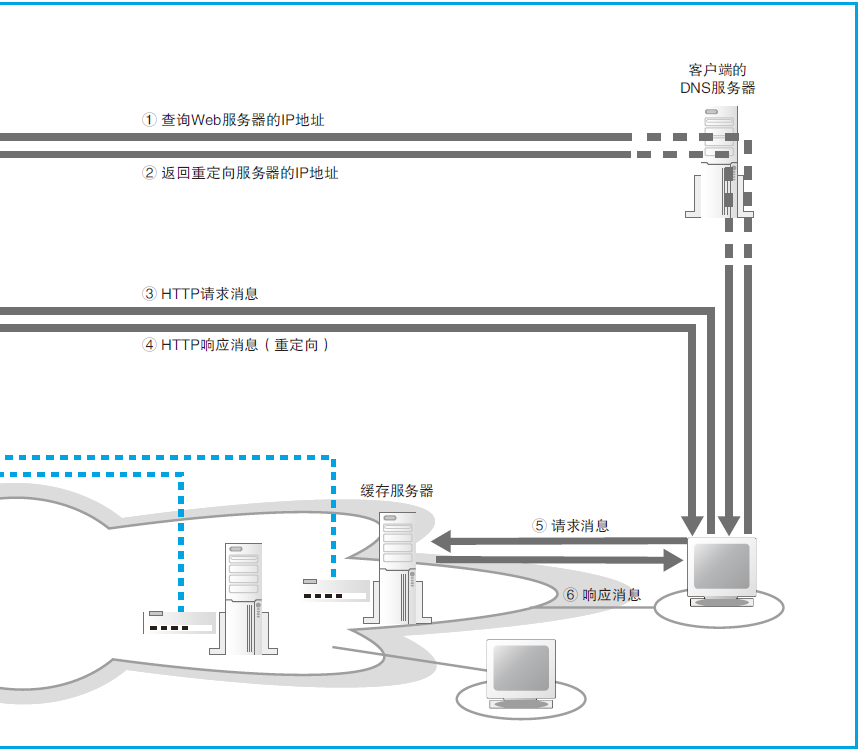 客户端的
DNS服务器
① 查询Web服务器的IP地址
② 返回重定向服务器的IP地址
③ HTTP请求消息
④ HTTP响应消息（重定向）
缓存服务器
⑤ 请求消息
⑥ 响应消息